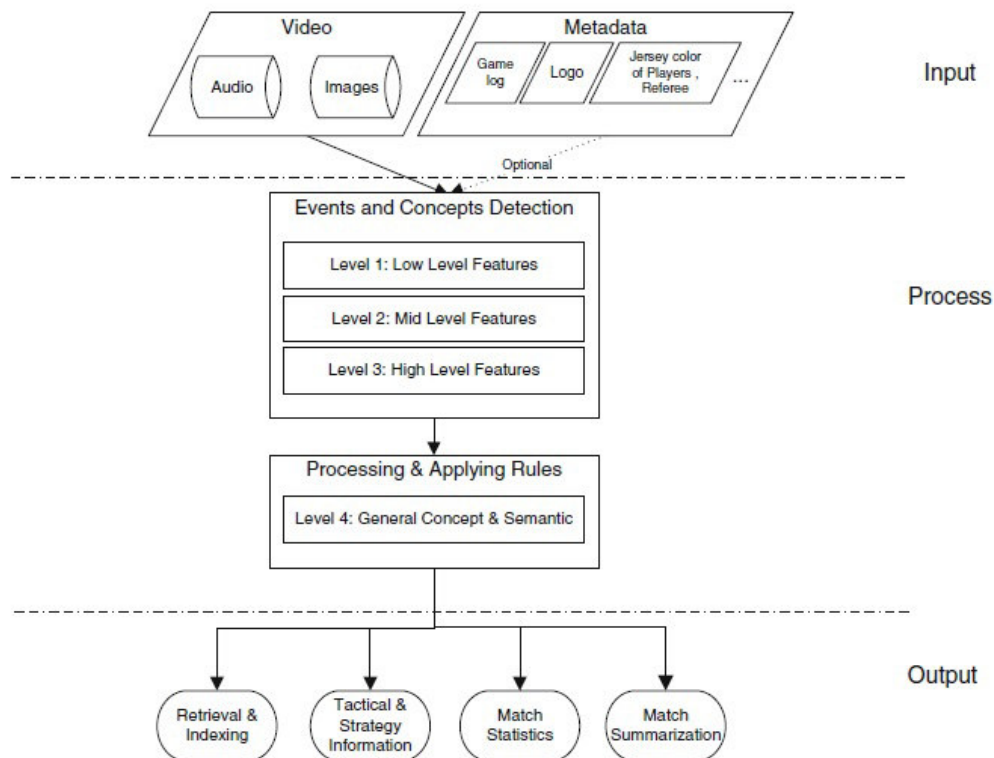 Video
Metadata
Audio
Images
Game
log
Logo
Jersey color
of Players ,
Referee
...
Input
Optional
Events and Concepts Detection
Level 1: Low Level Features
Level 2: Mid Level Features
Level 3: High Level Features
Process
Processing & Applying Rules
Level 4: General Concept & Semantic
Output
Retrieval &
Indexing
Tactical &
Strategy
Information
Match
Statistics
Match
Summarization